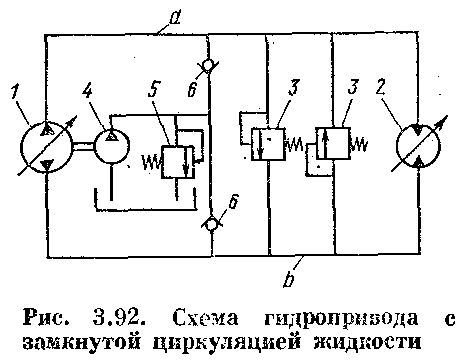 a
1
4
5
6
3
3
2
6
b
Рис. 3.92. Схема гидропривода с
замкнутой циркуляцией жидкости